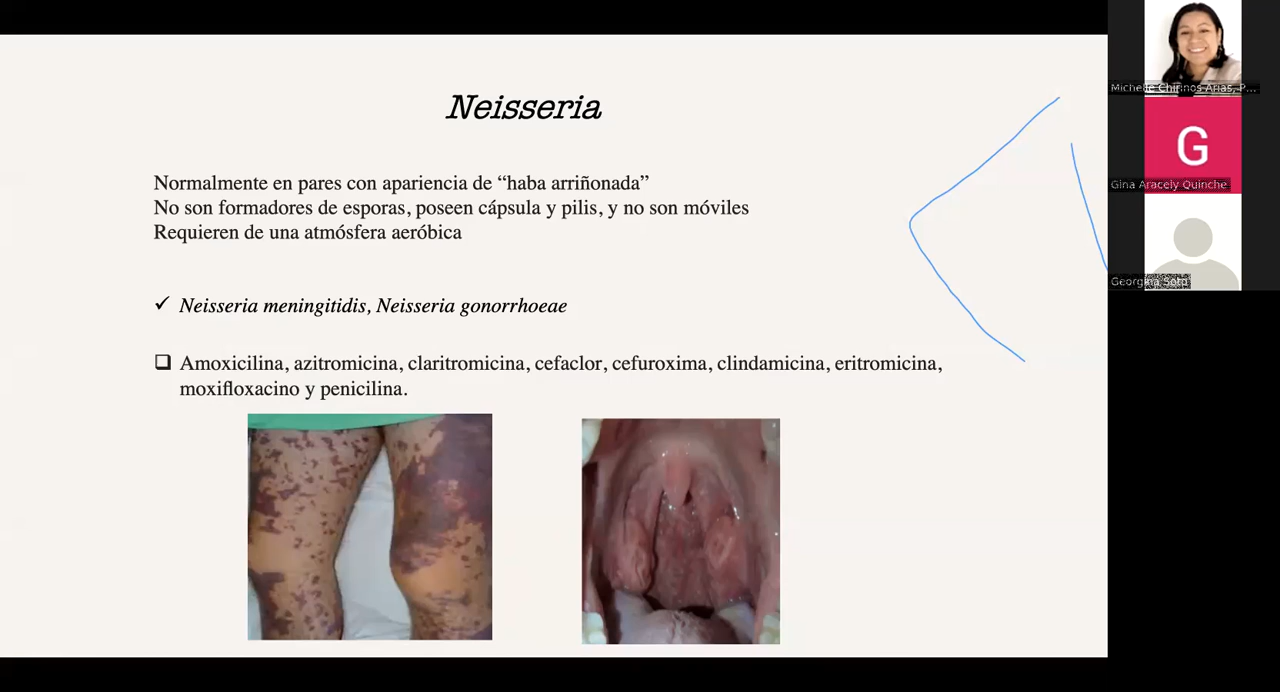 Neisseria
Normalmente en pares con apariencia de “haba arriñonada”
No son formadores de esporas, poseen cápsula y pilis, y no son móviles
Requieren de una atmósfera aeróbica
✓ Neisseria meningitidis, Neisseria gonorrhoeae
❑ Amoxicilina, azitromicina, claritromicina, cefaclor, cefuroxima, clindamicina, eritromicina,
moxifloxacino y penicilina.
Michelle Chirinos Arias, P...
G
Gina Aracely Quinche
Georgina Soto